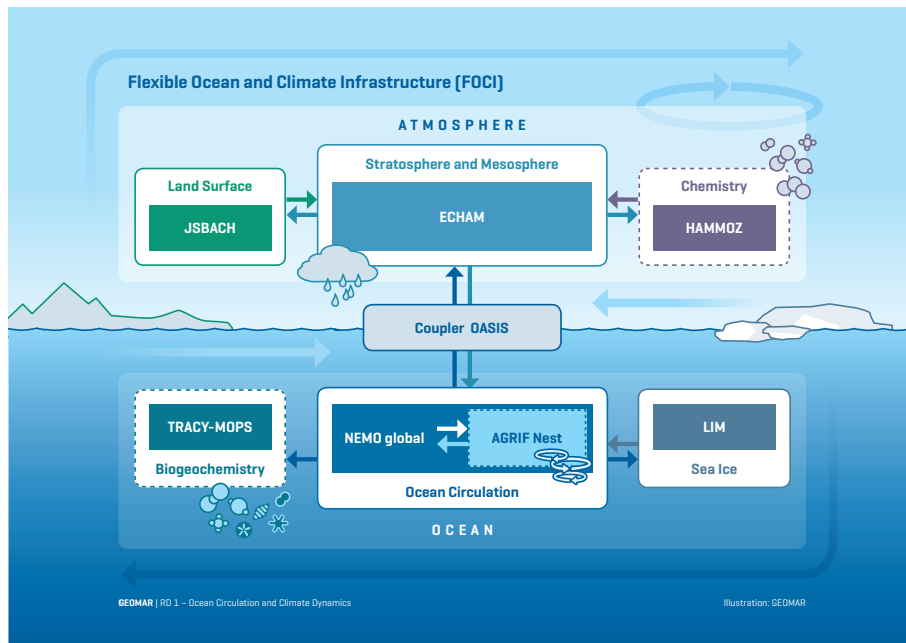 Flexible Ocean and Climate Infrastructure (FOCI)
ATMOSPHERE
Stratosphere and Mesosphere
Land Surface
Chemistry
ECHAM
JSBACH
HAMMOZ
Coupler OASIS
TRACY-MOPS
NEMO global
AGRIF Nest
LIM
Biogeochemistry
Sea Ice
Ocean Circulation
OCEAN
GEOMAR | RD 1 – Ocean Circulation and Climate Dynamics
Illustration: GEOMAR